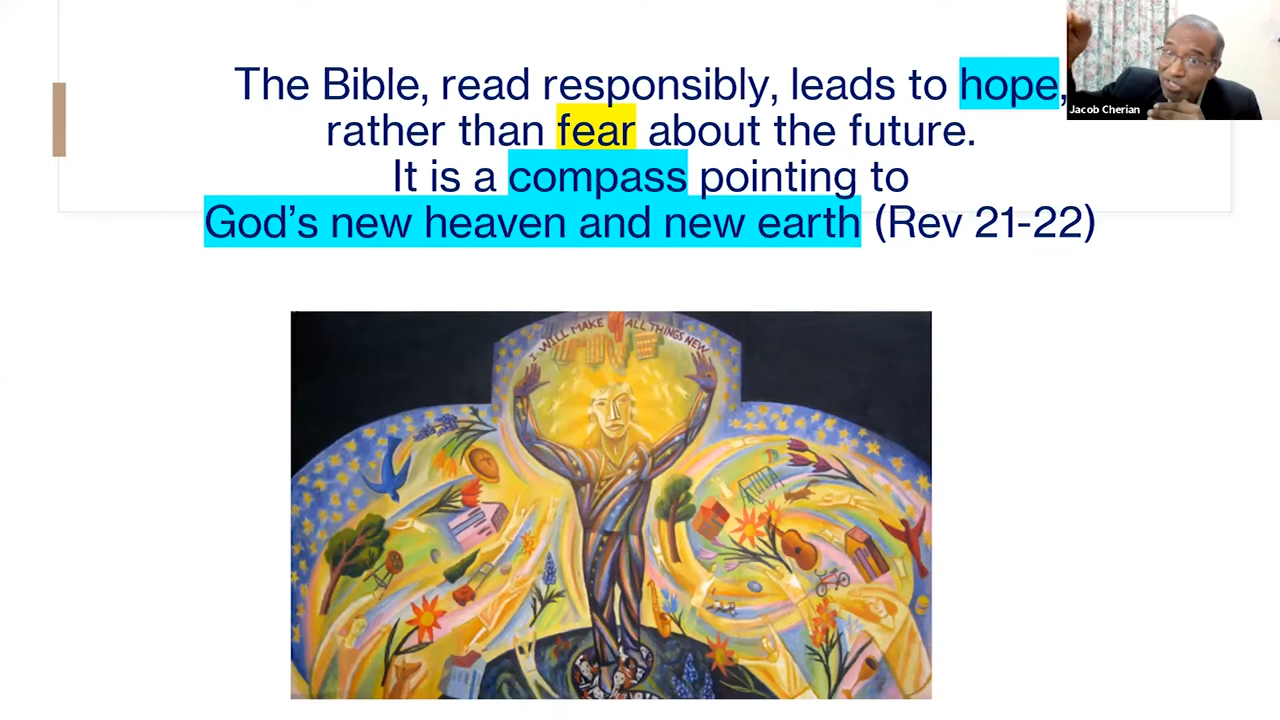 The Bible, read responsibly, leads to hope,
rather than fear about the future.
It is a compass pointing to
God’s new heaven and new earth (Rev 21-22)
Jacob Cherian
I WILL MAKE ALL THINGS NEW